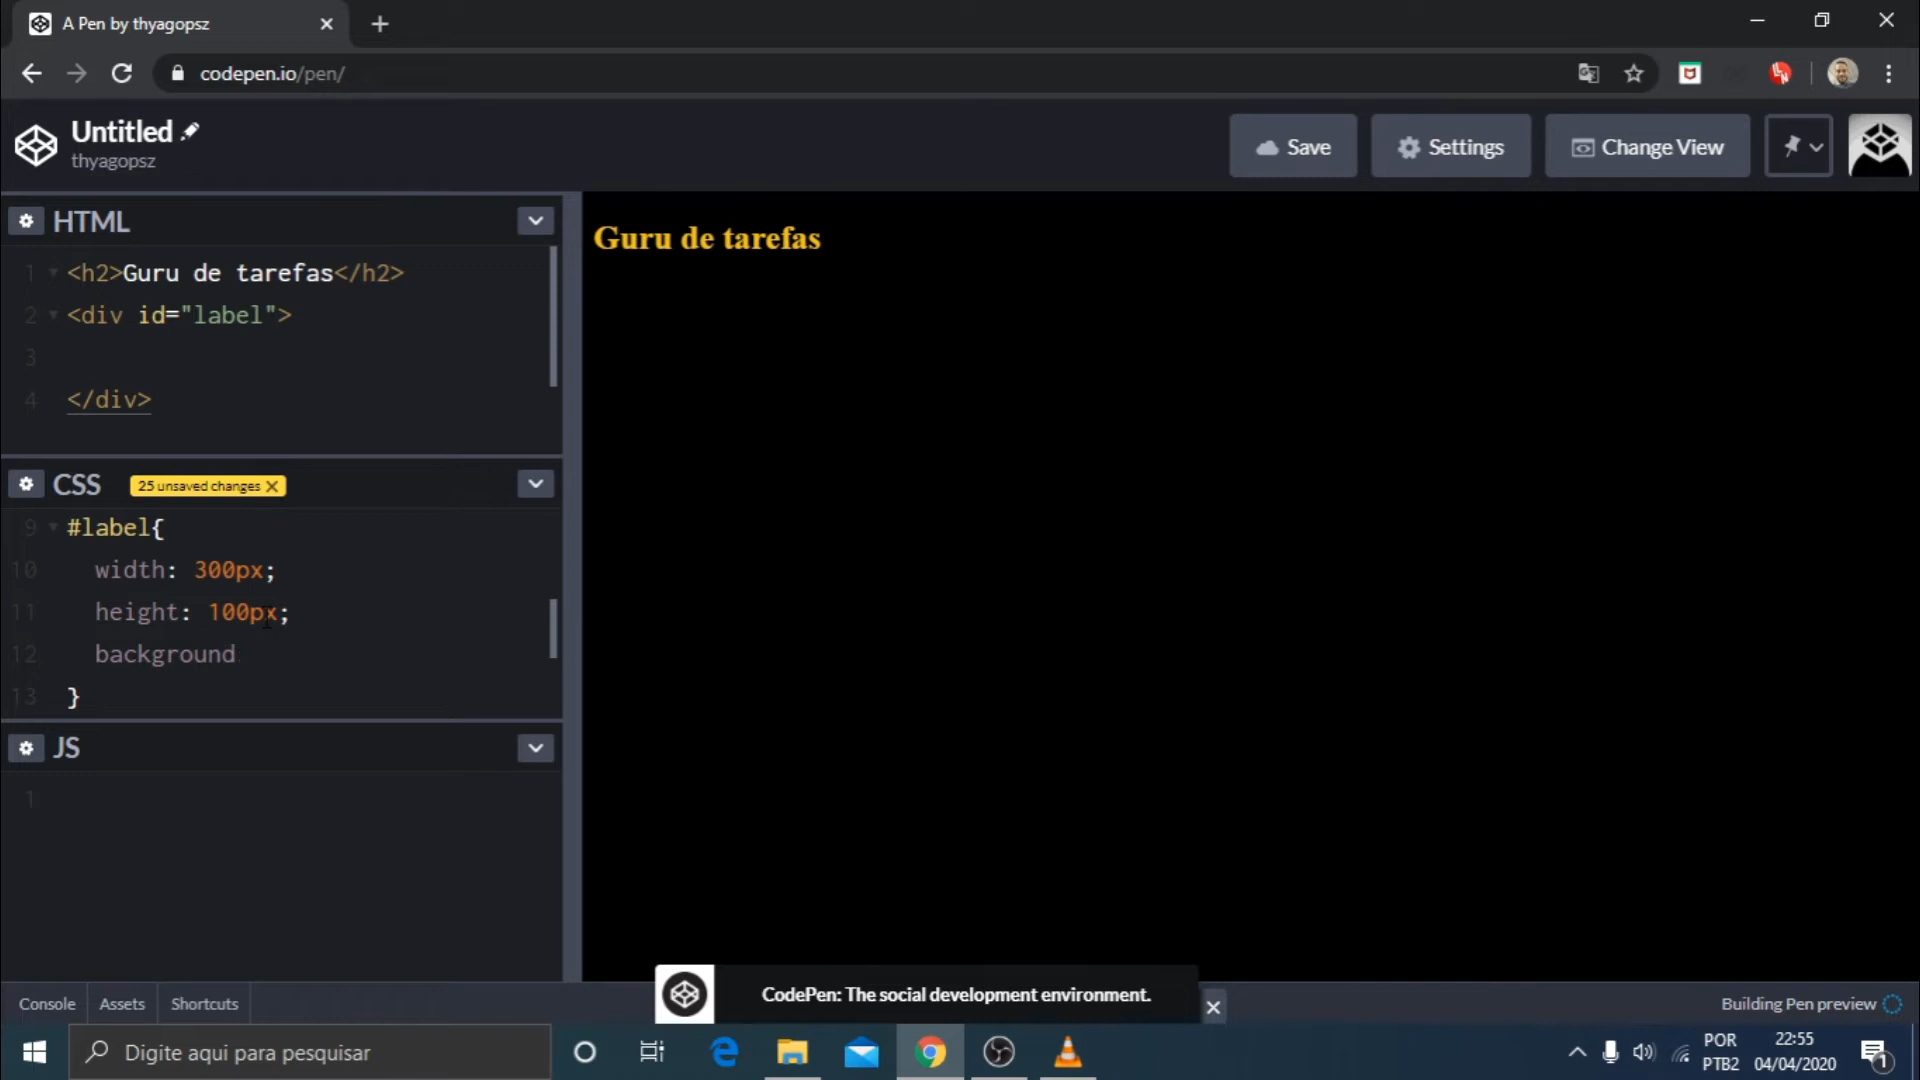 A Pen by thyagopsz
codepen.io/pen/
Untitled
thyagopsz
Save
Settings
Change View
HTML
1 <h2>Guru de tarefas</h2>
2 <div id="label">
3
4 </div>
CSS 25 unsaved changes
9 #label{
10 width: 300px;
11 height: 100px;
12 background
13 }
JS
1
Guru de tarefas
CodePen: The social development environment.
Console Assets Shortcuts
Building Pen preview
Digite aqui para pesquisar
POR
PTB2
22:55
04/04/2020
1